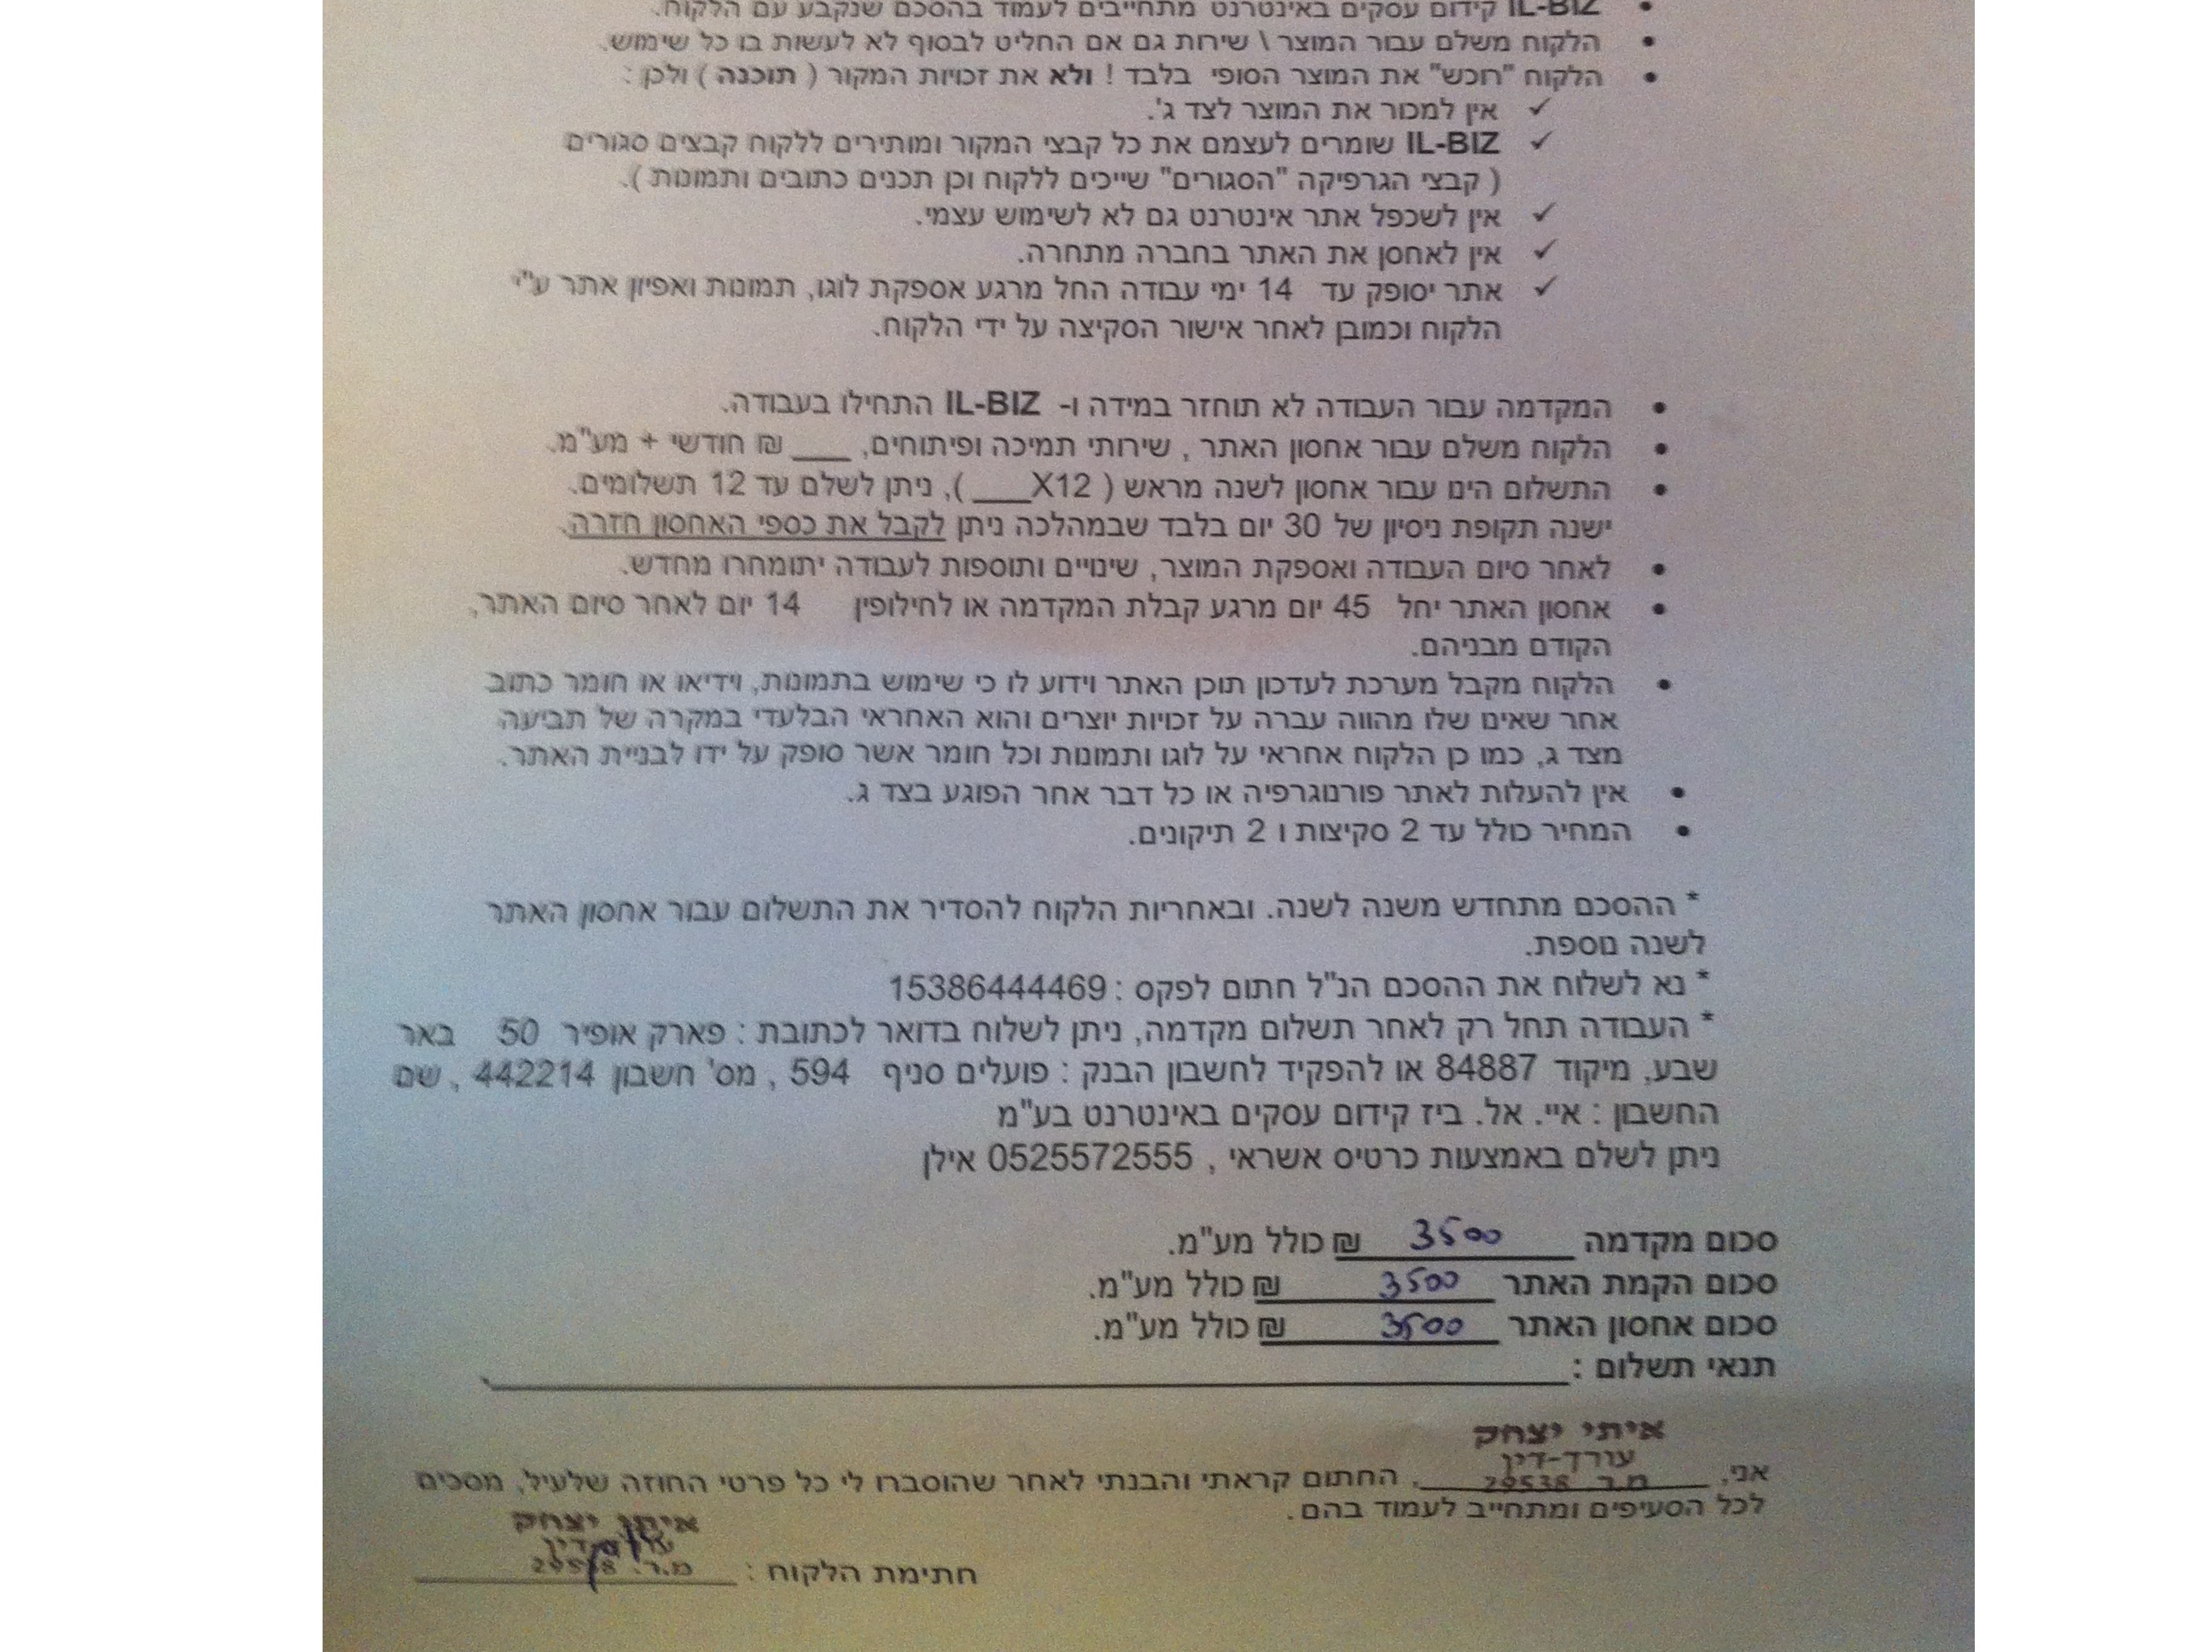 • IL-BIZ קידום עסקים באינטרנט מתחייבים לעמוד בהסכם שנקבע עם הלקוח.
• הלקוח משלם עבור המוצר \ שירות גם אם החליט לבסוף לא לעשות בו כל שימוש.
• הלקוח "רוכש" את המוצר הסופי בלבד ! ולא את זכויות המקור ( תוכנה ) ולכן :
✓ אין למכור את המוצר לצד ג'.
✓ IL-BIZ שומרים לעצמם את כל קבצי המקור ומותירים ללקוח קבצים סגורים
( קבצי הגרפיקה "הסגורים" שייכים ללקוח וכן תכנים כתובים ותמונות ).
✓ אין לשכפל אתר אינטרנט גם לא לשימוש עצמי.
✓ אין לאחסן את האתר בחברה מתחרה.
✓ אתר יסופק עד 14 ימי עבודה החל מרגע אספקת לוגו, תמונות ואפיון אתר ע"י
הלקוח וכמובן לאחר אישור הסקיצה על ידי הלקוח.
• המקדמה עבור העבודה לא תוחזר במידה ו- IL-BIZ התחילו בעבודה.
• הלקוח משלם עבור אחסון האתר , שירותי תמיכה ופיתוחים, ___ ₪ חודשי + מע"מ.
• התשלום הינו עבור אחסון לשנה מראש ( X12___ ), ניתן לשלם עד 12 תשלומים.
ישנה תקופת ניסיון של 30 יום בלבד שבמהלכה ניתן לקבל את כספי האחסון חזרה.
• לאחר סיום העבודה ואספקת המוצר, שינויים ותוספות לעבודה יתומחרו מחדש.
• אחסון האתר יחל 45 יום מרגע קבלת המקדמה או לחילופין 14 יום לאחר סיום האתר,
הקודם מבניהם.
• הלקוח מקבל מערכת לעדכון תוכן האתר וידוע לו כי שימוש בתמונות, וידיאו או חומר כתוב
אחר שאינו שלו מהווה עברה על זכויות יוצרים והוא האחראי הבלעדי במקרה של תביעה
מצד ג, כמו כן הלקוח אחראי על לוגו ותמונות וכל חומר אשר סופק על ידו לבניית האתר.
• אין להעלות לאתר פורנוגרפיה או כל דבר אחר הפוגע בצד ג.
• המחיר כולל עד 2 סקיצות ו 2 תיקונים.
* ההסכם מתחדש משנה לשנה. ובאחריות הלקוח להסדיר את התשלום עבור אחסון האתר
לשנה נוספת.
* נא לשלוח את ההסכם הנ"ל חתום לפקס : 15386444469
* העבודה תחל רק לאחר תשלום מקדמה, ניתן לשלוח בדואר לכתובת : פארק אופיר 50 באר
שבע, מיקוד 84887 או להפקיד לחשבון הבנק : פועלים סניף 594 , מס' חשבון 442214 , שם
החשבון : איי. אל. ביז קידום עסקים באינטרנט בע"מ
ניתן לשלם באמצעות כרטיס אשראי , 0525572555 אילן
סכום מקדמה 3500 ₪ כולל מע"מ.
סכום הקמת האתר 3500 ₪ כולל מע"מ.
סכום אחסון האתר 3500 ₪ כולל מע"מ.
תנאי תשלום : ___
איתי יצחק
עורך-דין
מ.ר. 29538
אני, ___, החתום קראתי והבנתי לאחר שהוסברו לי כל פרטי החוזה שלעיל, מסכים
לכל הסעיפים ומתחייב לעמוד בהם.
איתי יצחק
עורך-דין
מ.ר. 29538
חתימת הלקוח : ___